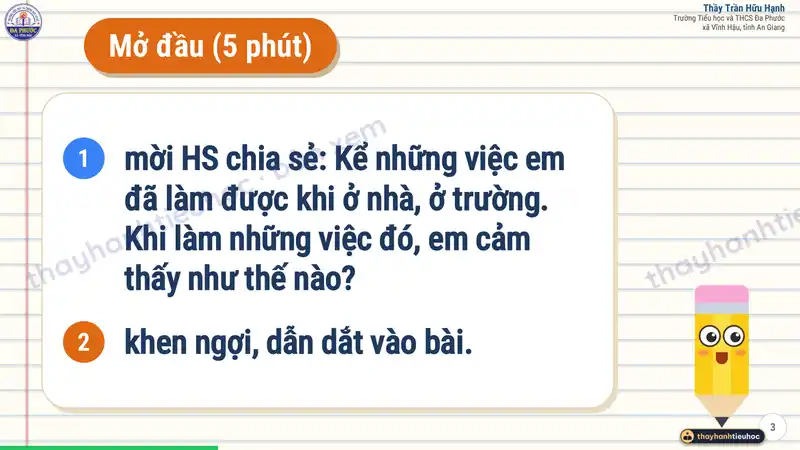 Thầy Trần Hữu Hạnh
Trường Tiểu học và THCS Đa Phước
xã Vĩnh Hậu, tỉnh An Giang
ĐA PHƯỚC
Mở đầu (5 phút)
1 mời HS chia sẻ: Kể những việc em
đã làm được khi ở nhà, ở trường.
Khi làm những việc đó, em cảm
thấy như thế nào?
2 khen ngợi, dẫn dắt vào bài.
thayhanhtieuhoc
3